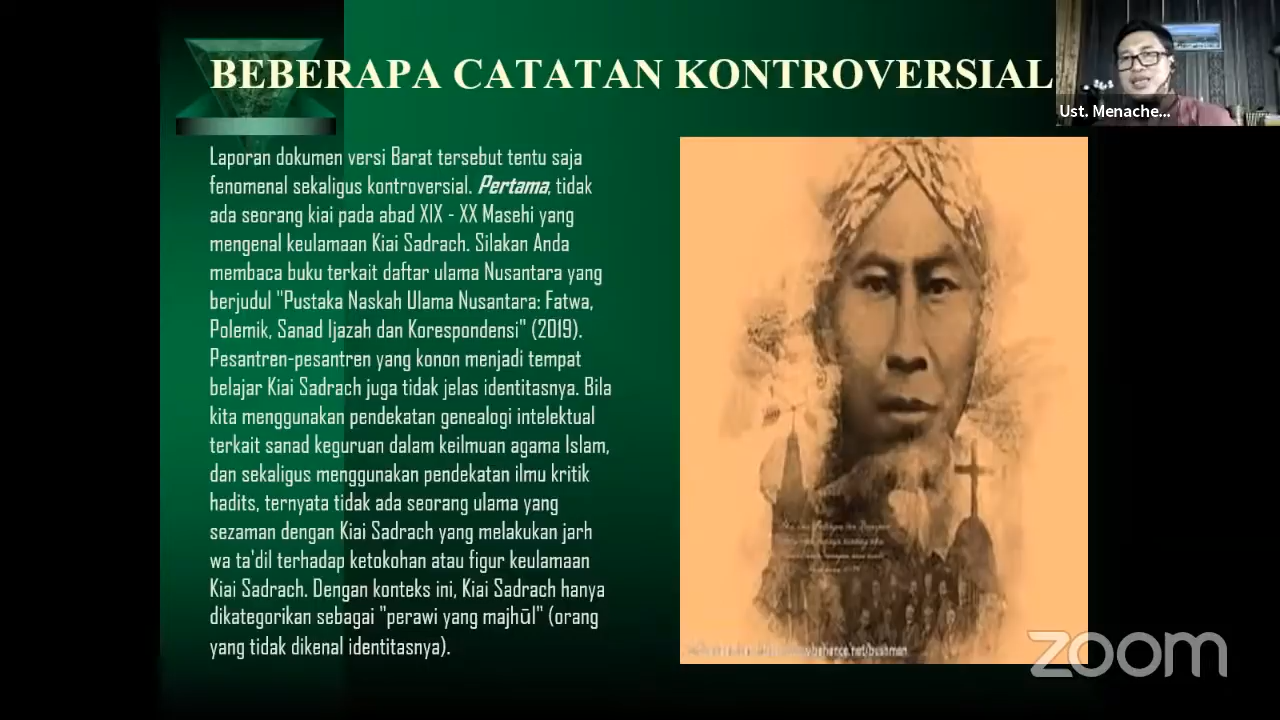 BEBERAPA CATATAN KONTROVERSIAL
Ust. Menache...
Laporan dokumen versi Barat tersebut tentu saja
fenomenal sekaligus kontroversial. Pertama, tidak
ada seorang kiai pada abad XIX - XX Masehi yang
mengenal keulamaan Kiai Sadrach. Silakan Anda
membaca buku terkait daftar ulama Nusantara yang
berjudul "Pustaka Naskah Ulama Nusantara: Fatwa,
Polemik, Sanad Ijazah dan Korespondensi" (2019).
Pesantren-pesantren yang konon menjadi tempat
belajar Kiai Sadrach juga tidak jelas identitasnya. Bila
kita menggunakan pendekatan genealogi intelektual
terkait sanad keguruan dalam keilmuan agama Islam,
dan sekaligus menggunakan pendekatan ilmu kritik
hadits, ternyata tidak ada seorang ulama yang
sezaman dengan Kiai Sadrach yang melakukan jarh
wa ta'dil terhadap ketokohan atau figur keulamaan
Kiai Sadrach. Dengan konteks ini, Kiai Sadrach hanya
dikategorikan sebagai "perawi yang majhūl" (orang
yang tidak dikenal identitasnya).
zoom